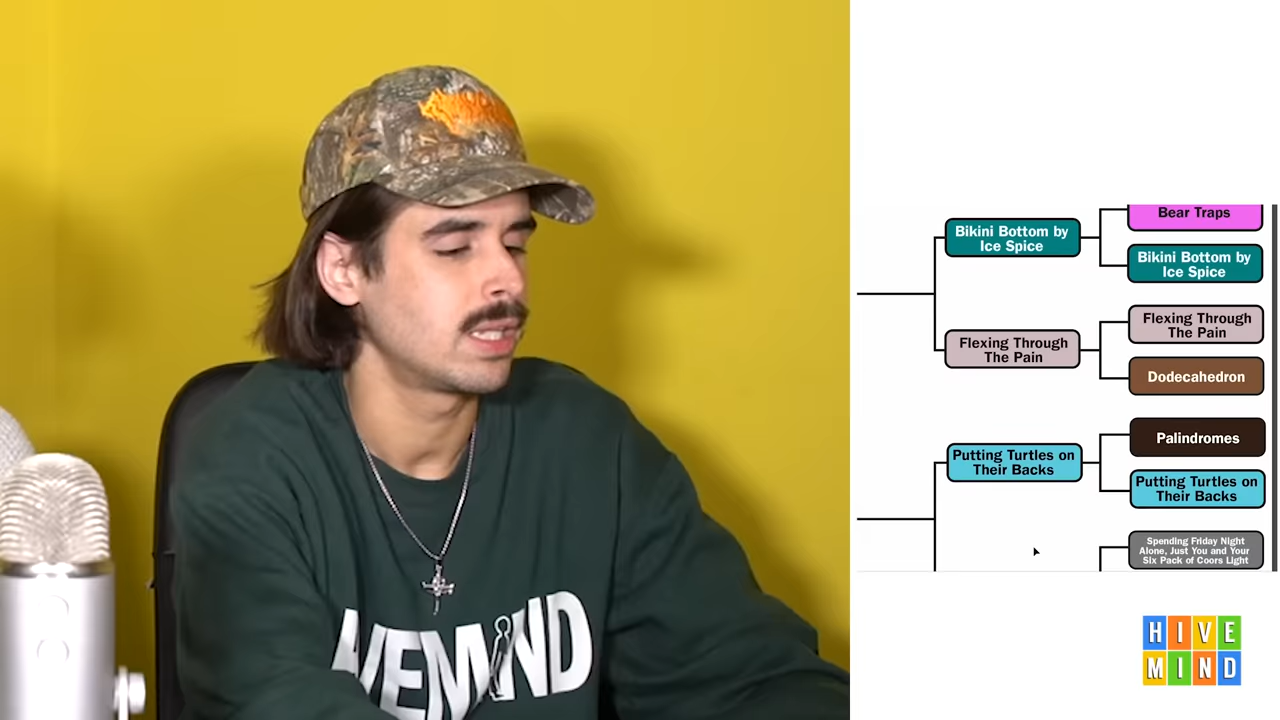 Bear Traps
Bikini Bottom by
Ice Spice
Bikini Bottom by
Ice Spice
Flexing Through
The Pain
Flexing Through
The Pain
Dodecahedron
Palindromes
Putting Turtles on
Their Backs
Putting Turtles on
Their Backs
Spending Friday Night
Alone, Just You and Your
Six Pack of Coors Light
HIVE
MIND